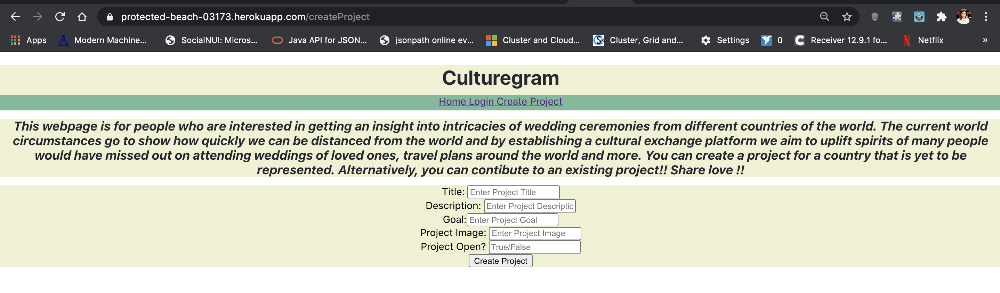 protected-beach-03173.herokuapp.com/createProject
Apps Modern Machine... SocialNUI: Micros... Java API for JSON... jsonpath online ev... Cluster and Cloud... Cluster, Grid and... Settings 0 Receiver 12.9.1 fo... Netflix »
Culturegram
Home Login Create Project
This webpage is for people who are interested in getting an insight into intricacies of wedding ceremonies from different countries of the world. The current world
circumstances go to show how quickly we can be distanced from the world and by establishing a cultural exchange platform we aim to uplift spirits of many people
would have missed out on attending weddings of loved ones, travel plans around the world and more. You can create a project for a country that is yet to be
represented. Alternatively, you can contibute to an existing project!! Share love !!
Title: Enter Project Title
Description: Enter Project Descriptio
Goal: Enter Project Goal
Project Image: Enter Project Image
Project Open? True/False
Create Project